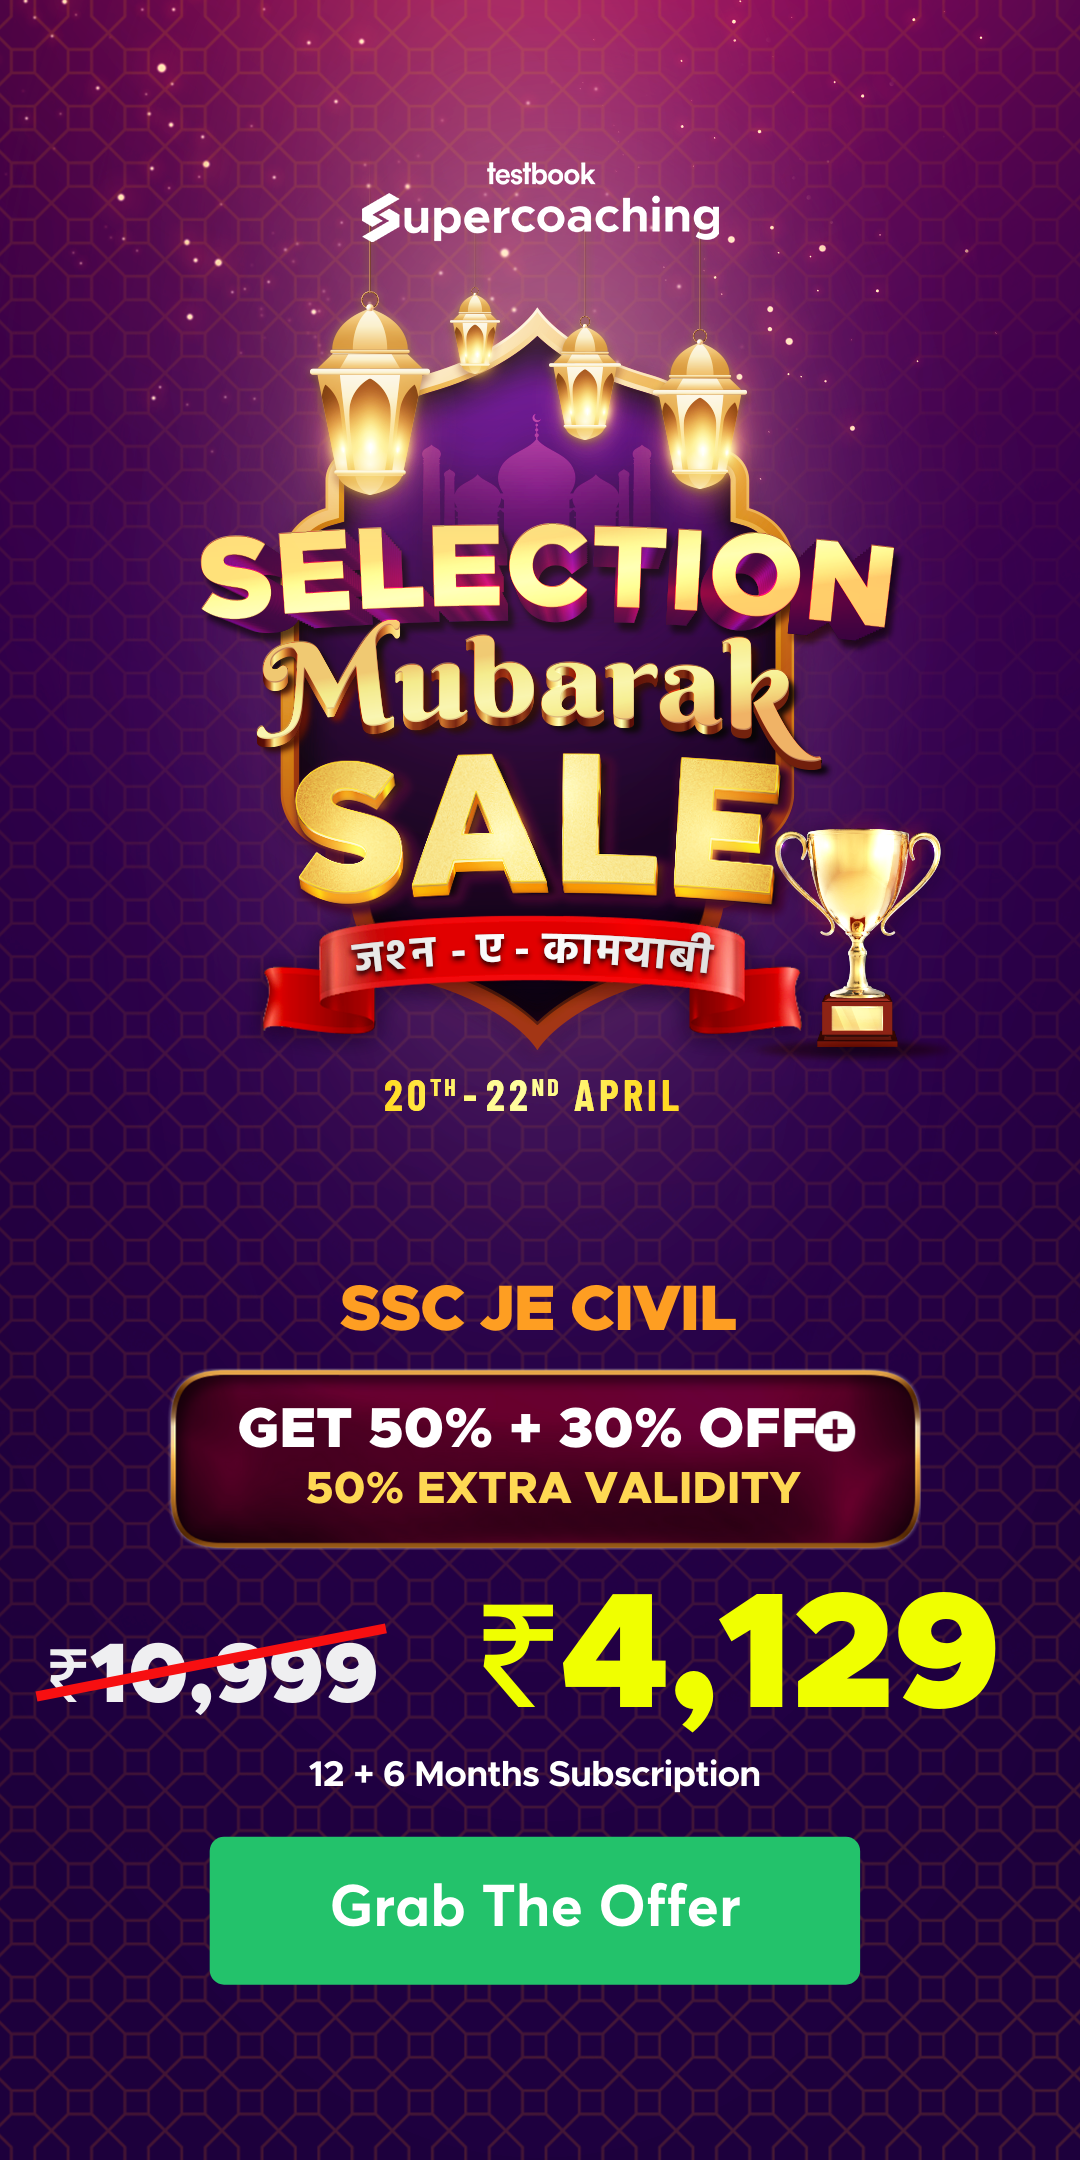 testbook
Supercoaching
SELECTION
Mubarak
SALE
जश्न - ए - कामयाबी
20TH - 22ND APRIL
SSC JE CIVIL
GET 50% + 30% OFF+
50% EXTRA VALIDITY
₹10,999
₹4,129
12 + 6 Months Subscription
Grab The Offer